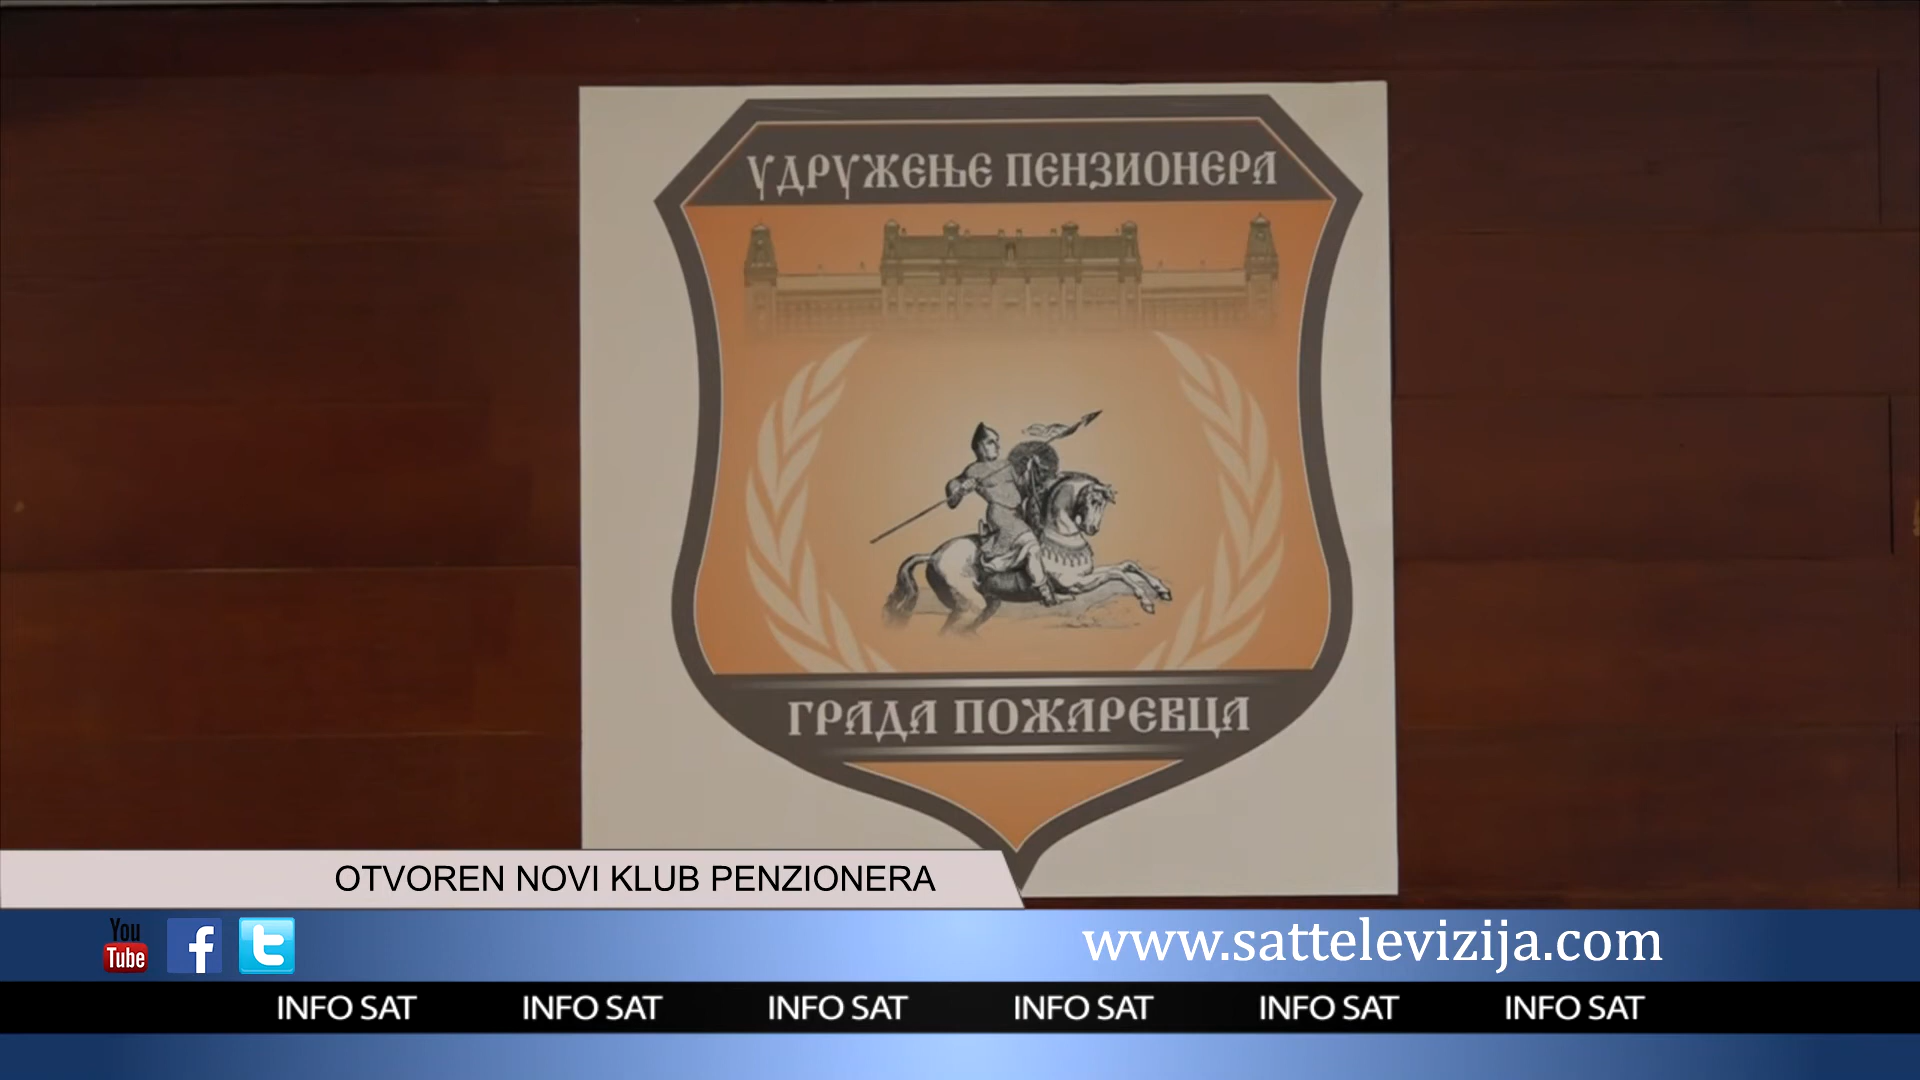 УДРУЖЕЊЕ ПЕНЗИОНЕРА
ГРАДА ПОЖАРЕВЦА
OTVOREN NOVI KLUB PENZIONERA
You Tube
www.sattelevizija.com
INFO SAT INFO SAT INFO SAT INFO SAT INFO SAT INFO SAT